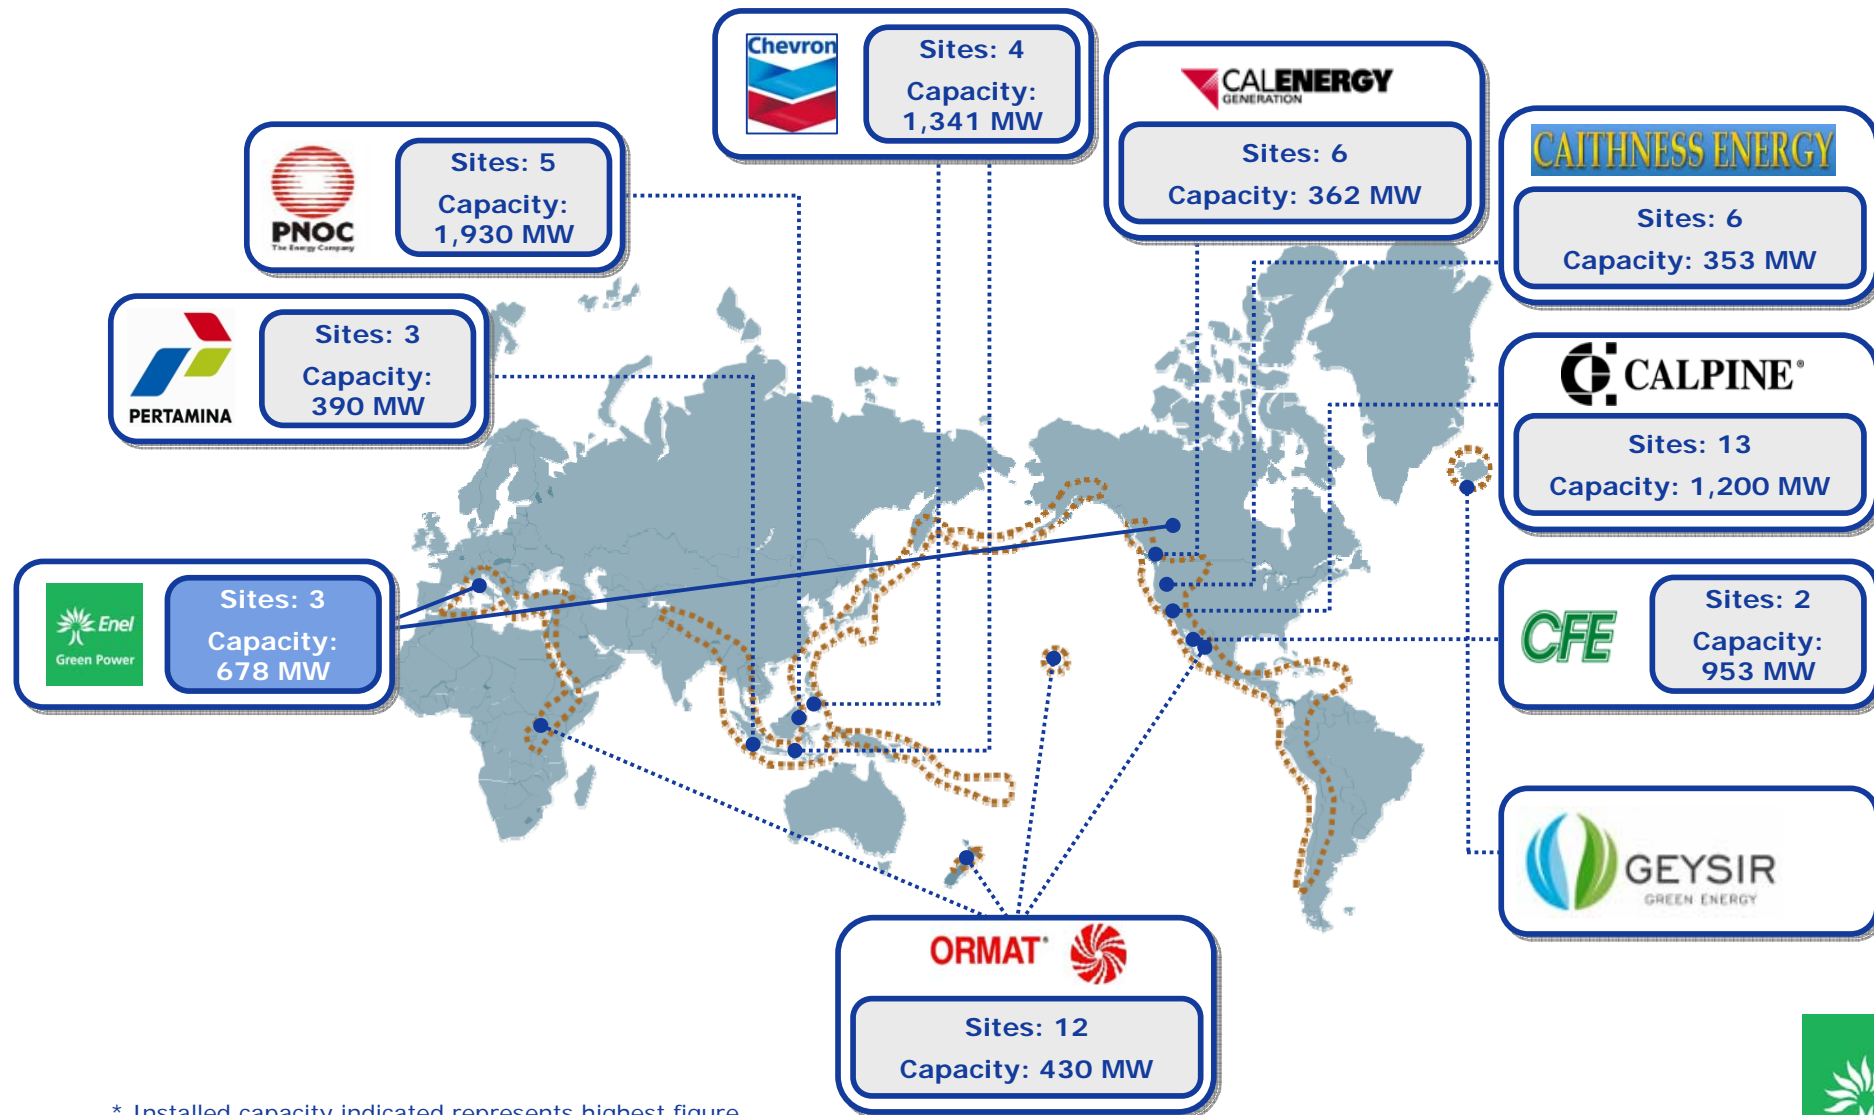 Chevron
Sites: 4
Capacity:
1,341 MW
CALENERGY
GENERATION
Sites: 6
Capacity: 362 MW
PNOC
The Energy Company
Sites: 5
Capacity:
1,930 MW
CAITHNESS ENERGY
Sites: 6
Capacity: 353 MW
PERTAMINA
Sites: 3
Capacity:
390 MW
CALPINE®
Sites: 13
Capacity: 1,200 MW
Enel
Green Power
Sites: 3
Capacity:
678 MW
CFE
Sites: 2
Capacity:
953 MW
GEYSIR
GREEN ENERGY
ORMAT®
Sites: 12
Capacity: 430 MW
* Installed capacity indicated represents highest figure